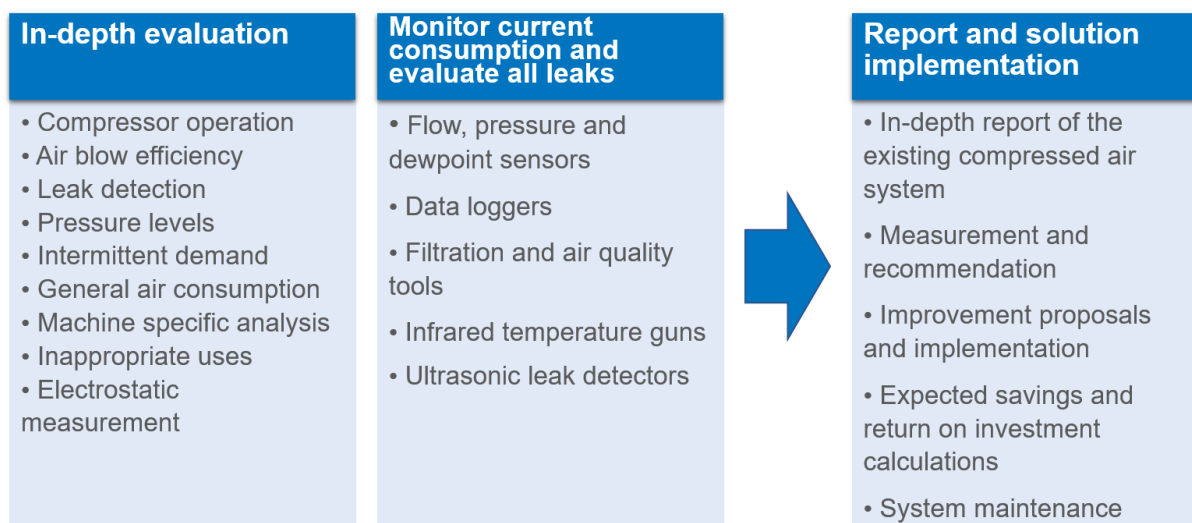 In-depth evaluation
• Compressor operation
• Air blow efficiency
• Leak detection
• Pressure levels
• Intermittent demand
• General air consumption
• Machine specific analysis
• Inappropriate uses
• Electrostatic
measurement
Monitor current
consumption and
evaluate all leaks
• Flow, pressure and
dewpoint sensors
• Data loggers
• Filtration and air quality
tools
• Infrared temperature guns
• Ultrasonic leak detectors
Report and solution
implementation
• In-depth report of the
existing compressed air
system
• Measurement and
recommendation
• Improvement proposals
and implementation
• Expected savings and
return on investment
calculations
• System maintenance